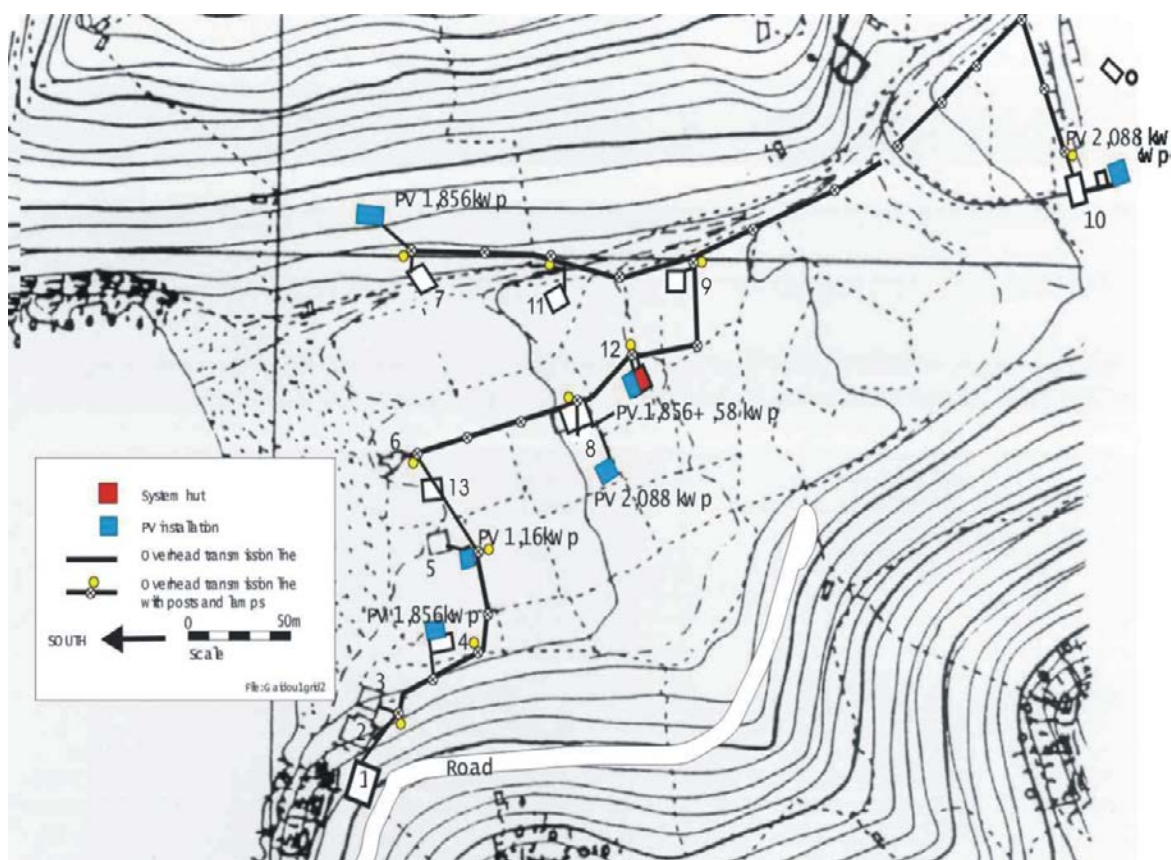 PV 2,088 kw
kwp
10
PV 1,856kwp
7
11
9
12
PV 1,856+ ,58 kwp
8
6
13
PV 2,088 kwp
PV 1,16kwp
5
PV 1,856kwp
4
3
2
1
Road
System hut
PV installation
Overhead transmission line
Overhead transmission line
with posts and lamps
SOUTH
0 50m
Scale
File:Gaidou1grid2